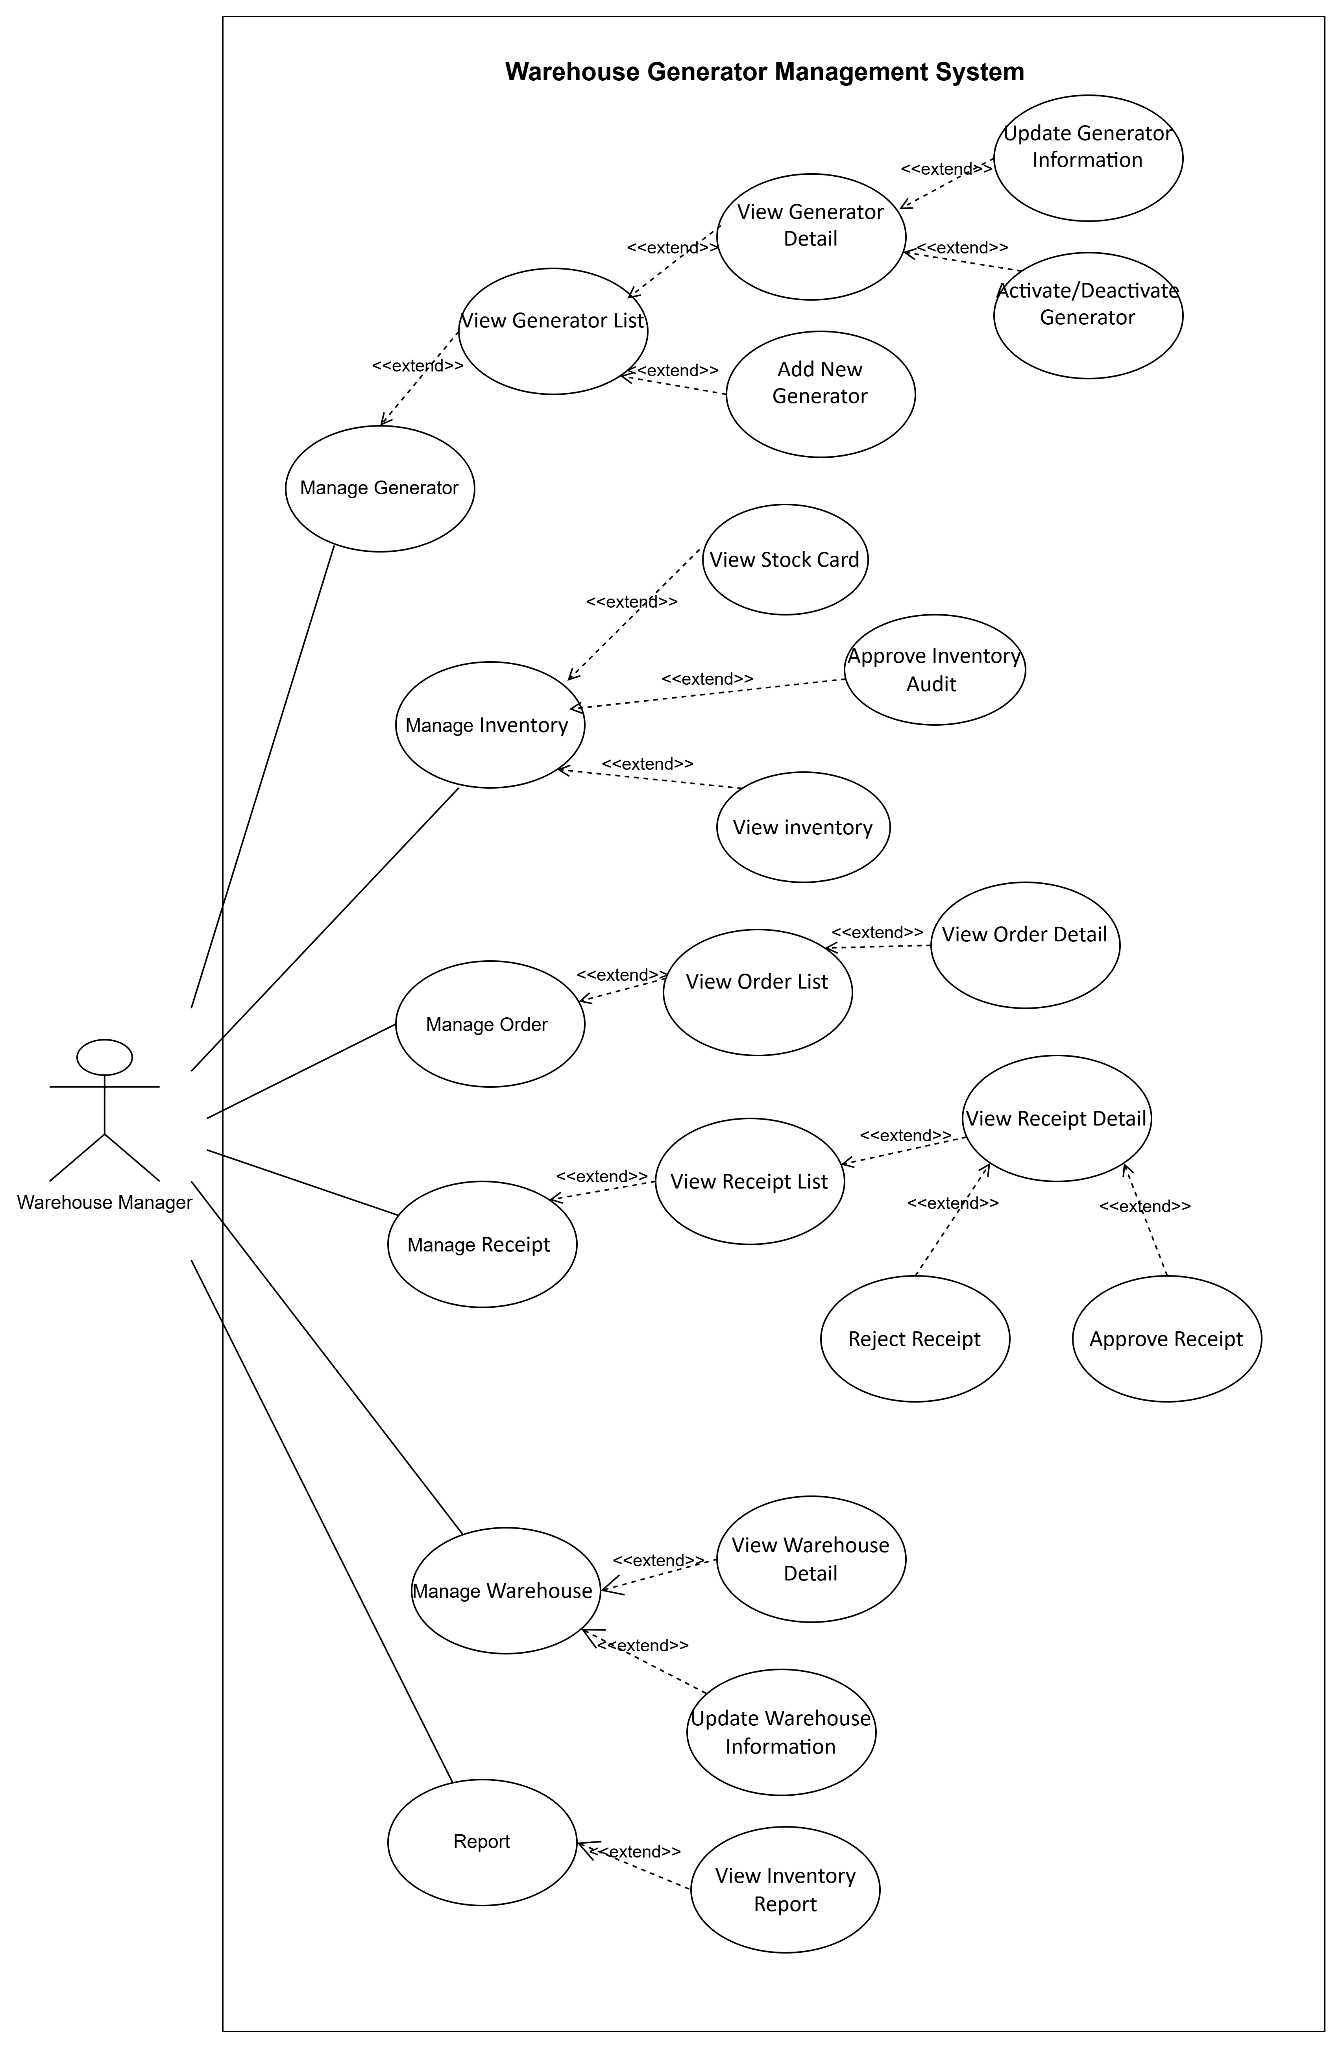 Warehouse Generator Management System
Update Generator
Information
<<extend>>
View Generator
Detail
<<extend>>
<<extend>>
Activate/Deactivate
Generator
View Generator List
<<extend>>
<<extend>>
Add New
Generator
Manage Generator
View Stock Card
<<extend>>
Approve Inventory
Audit
<<extend>>
Manage Inventory
<<extend>>
View inventory
<<extend>>
View Order Detail
<<extend>>
View Order List
Manage Order
View Receipt Detail
<<extend>>
<<extend>>
View Receipt List
Warehouse Manager
<<extend>>
<<extend>>
Manage Receipt
Reject Receipt
Approve Receipt
View Warehouse
Detail
<<extend>>
Manage Warehouse
<<extend>>
Update Warehouse
Information
Report
<<extend>>
View Inventory
Report